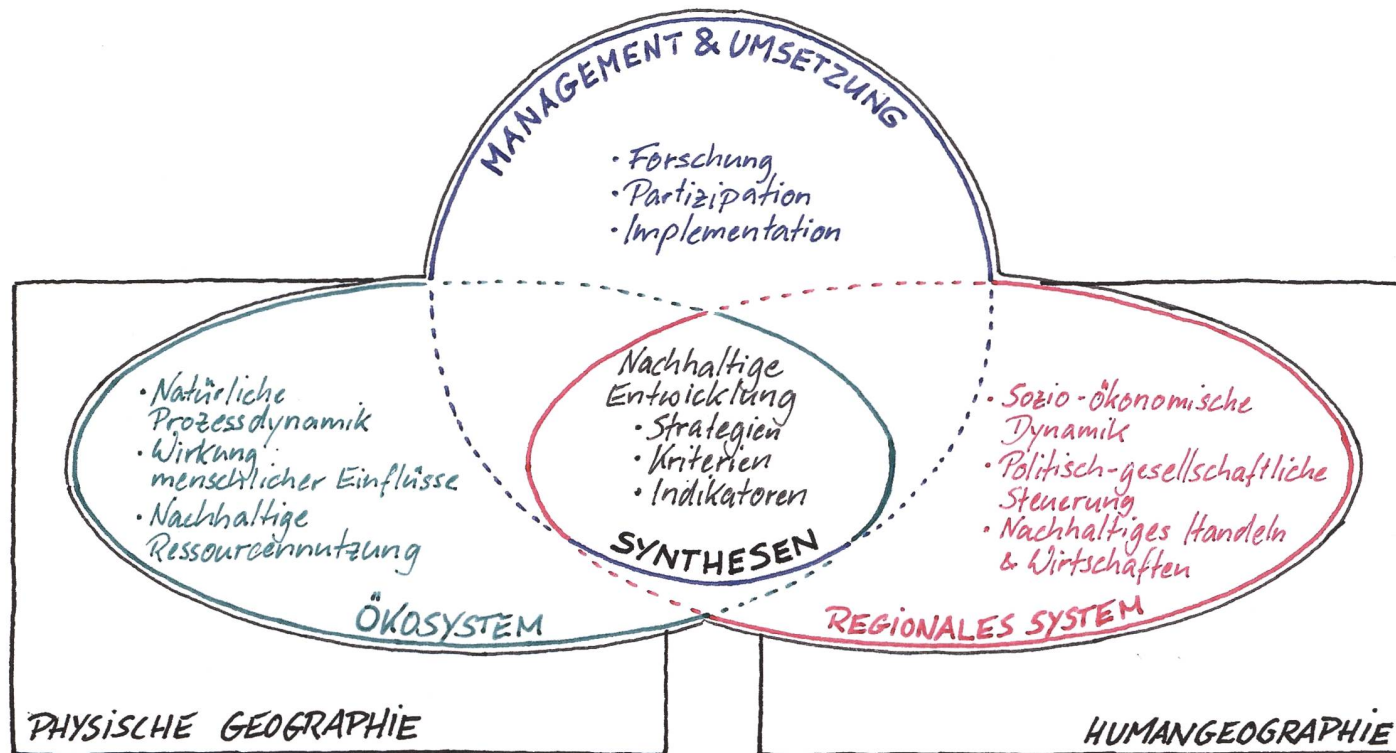 MANAGEMENT & UMSETZUNG
• Forschung
• Partizipation
• Implementation
• Natürliche
Prozessdynamik
• Wirkung
menschlicher Einflüsse
• Nachhaltige
Ressourcennutzung
ÖKOSYSTEM
Nachhaltige
Entwicklung
• Strategien
• Kriterien
• Indikatoren
SYNTHESEN
• Sozio-ökonomische
Dynamik
• Politisch-gesellschaftliche
Steuerung
• Nachhaltiges Handeln
& Wirtschaften
REGIONALES SYSTEM
PHYSISCHE GEOGRAPHIE
HUMANGEOGRAPHIE